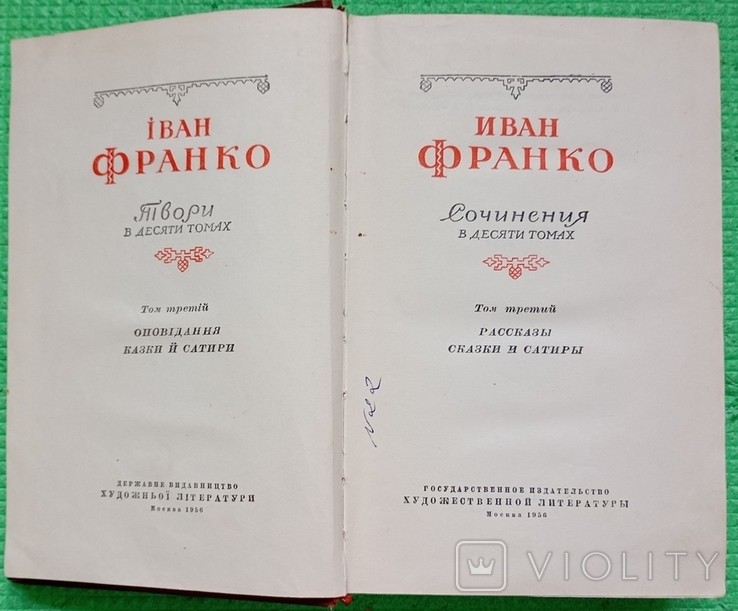 ІВАН
ФРАНКО
Твори
В ДЕСЯТИ ТОМАХ
Том третій
ОПОВІДАННЯ
КАЗКИ Й САТИРИ
ДЕРЖАВНЕ ВИДАВНИЦТВО
ХУДОЖНЬОЇ ЛІТЕРАТУРИ
Москва 1956
ИВАН
ФРАНКО
Сочинения
В ДЕСЯТИ ТОМАХ
Том третий
РАССКАЗЫ
СКАЗКИ И САТИРЫ
ГОСУДАРСТВЕННОЕ ИЗДАТЕЛЬСТВО
ХУДОЖЕСТВЕННОЙ ЛИТЕРАТУРЫ
Москва 1956
VIOLITY